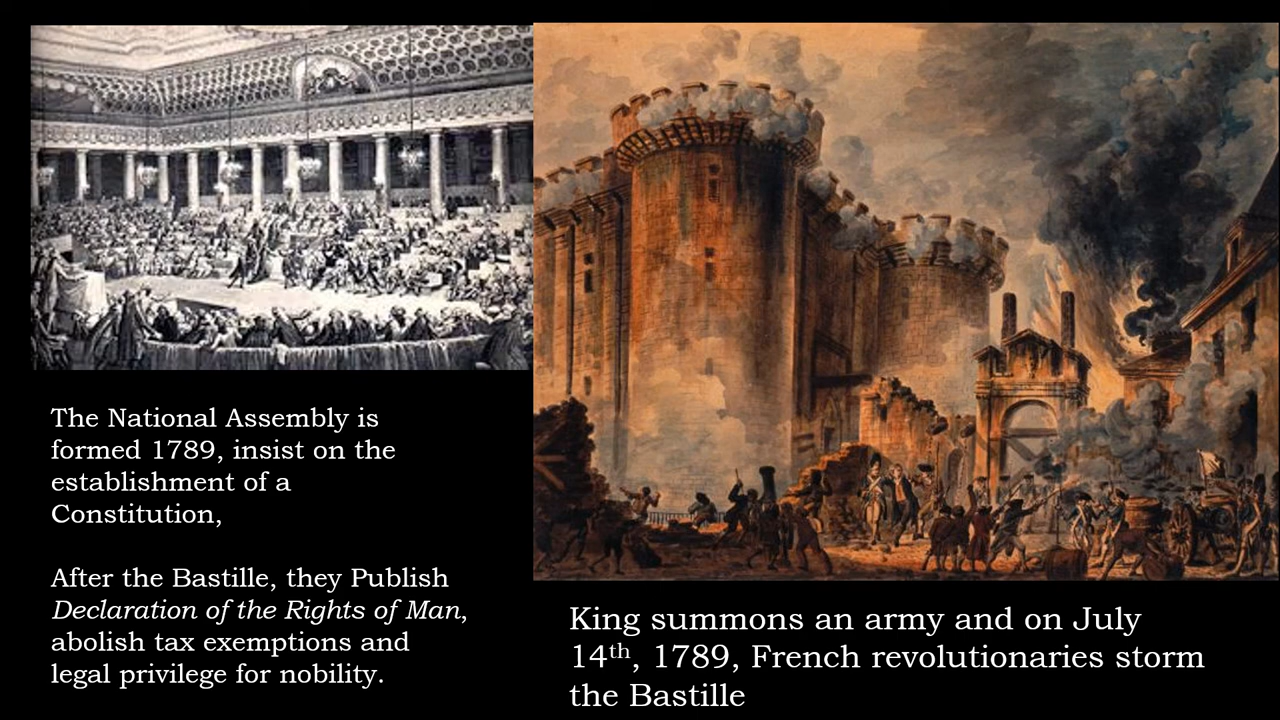 The National Assembly is
formed 1789, insist on the
establishment of a
Constitution,
After the Bastille, they Publish
Declaration of the Rights of Man,
abolish tax exemptions and
legal privilege for nobility.
King summons an army and on July
14th, 1789, French revolutionaries storm
the Bastille